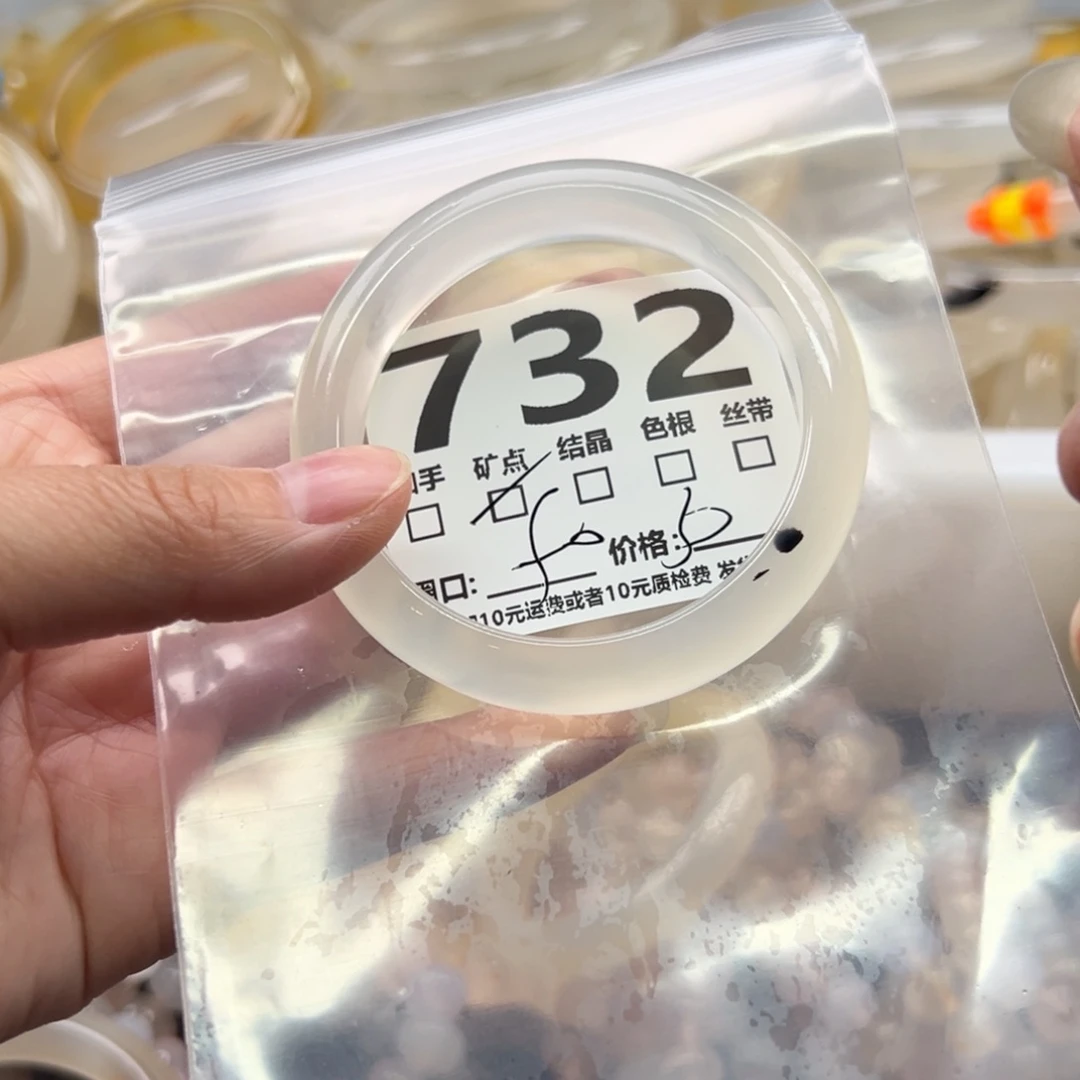 732
手 矿点 结晶 色根 丝带
口: 价格:
10元运费或者10元质检费